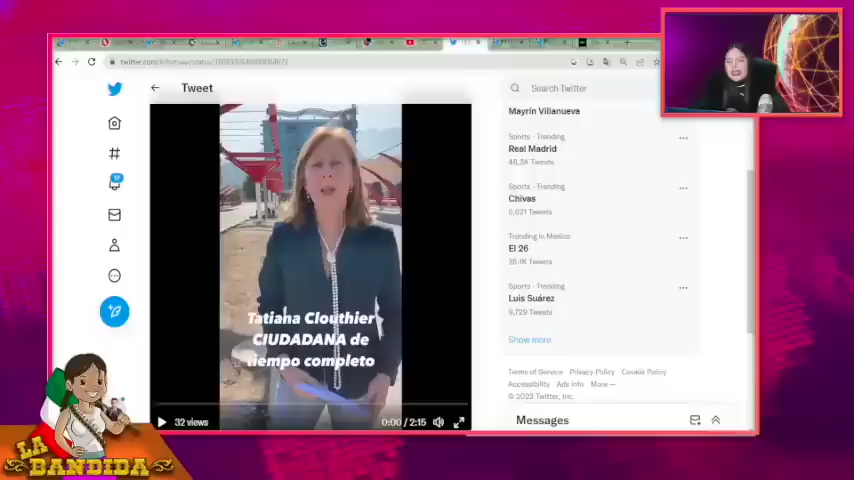 Tweet
Search Twitter
Mayrín Villanueva
Sports · Trending
Real Madrid
48.3K Tweets
Sports · Trending
Chivas
5,021 Tweets
Trending in Mexico
El 26
26.1K Tweets
Sports · Trending
Luis Suárez
9,729 Tweets
Show more
Terms of Service Privacy Policy Cookie Policy
Accessibility Ads info More ···
© 2022 Twitter, Inc.
Messages
Tatiana Clouthier
CIUDADANA de
tiempo completo
32 views
0:00 / 2:15
17
LA
BANDIDA